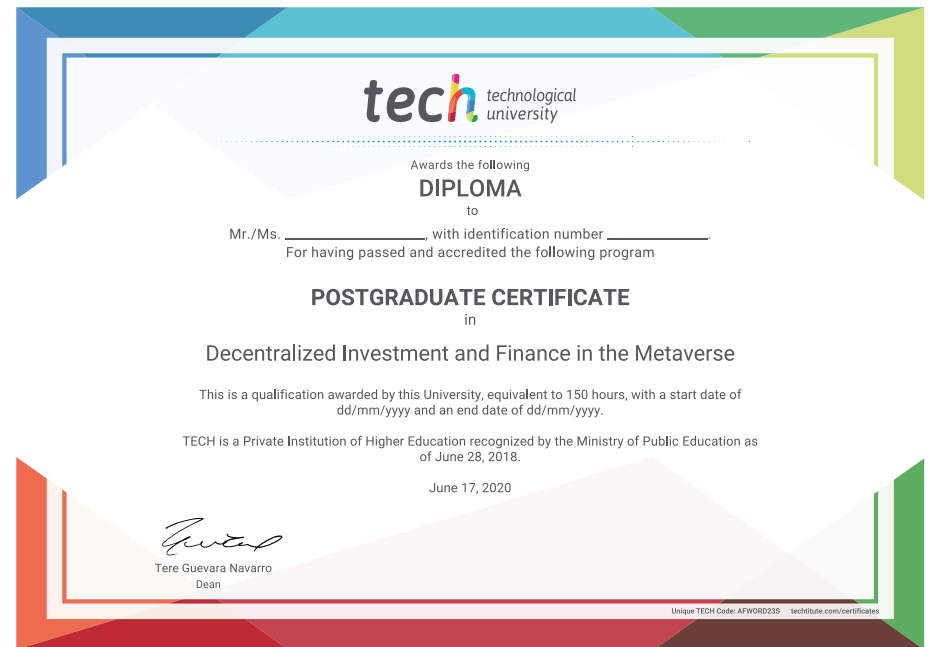 tech technological
university
Awards the following
DIPLOMA
to
Mr./Ms. ____________________, with identification number ______________.
For having passed and accredited the following program
POSTGRADUATE CERTIFICATE
in
Decentralized Investment and Finance in the Metaverse
This is a qualification awarded by this University, equivalent to 150 hours, with a start date of
dd/mm/yyyy and an end date of dd/mm/yyyy.
TECH is a Private Institution of Higher Education recognized by the Ministry of Public Education as
of June 28, 2018.
June 17, 2020
Tere Guevara Navarro
Dean
Unique TECH Code: AFWORD23S techtitute.com/certificates